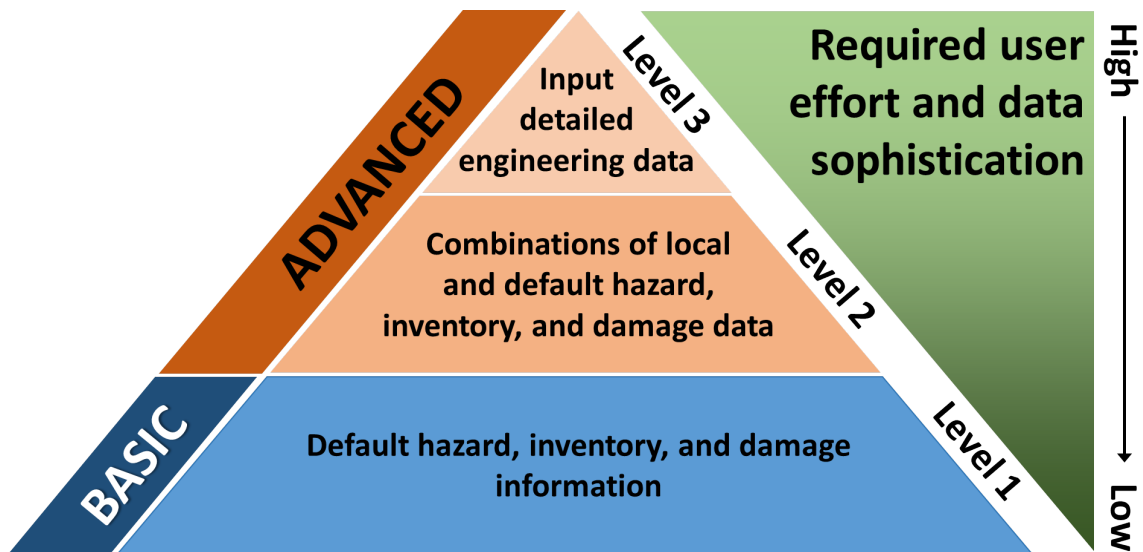 ADVANCED
BASIC
Input
detailed
engineering data
Level 3
Combinations of local
and default hazard,
inventory, and damage data
Level 2
Default hazard, inventory, and damage
information
Level 1
Required user
effort and data
sophistication
High
Low